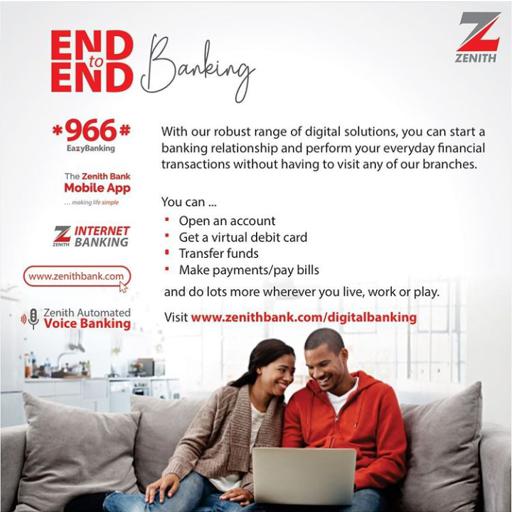 END
to
END
Banking
ZENITH
*966#
EazyBanking
The Zenith Bank
Mobile App
... making life simple
ZENITH
INTERNET
BANKING
www.zenithbank.com
Zenith Automated
Voice Banking
With our robust range of digital solutions, you can start a
banking relationship and perform your everyday financial
transactions without having to visit any of our branches.
You can ...
Open an account
Get a virtual debit card
Transfer funds
Make payments/pay bills
and do lots more wherever you live, work or play.
Visit www.zenithbank.com/digitalbanking